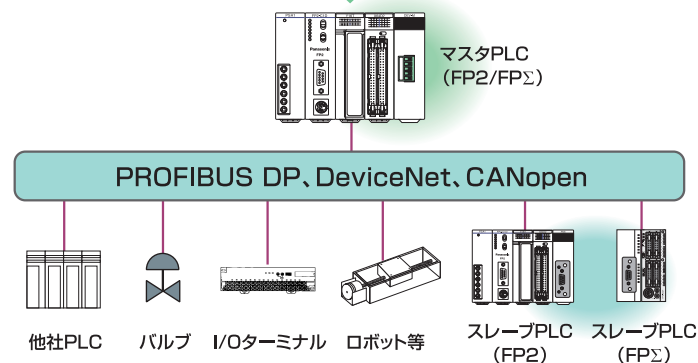 Panasonic
FP2
マスタPLC
(FP2/FPΣ)
PROFIBUS DP、DeviceNet、CANopen
他社PLC
バルブ
I/Oターミナル
ロボット等
スレーブPLC
(FP2)
スレーブPLC
(FPΣ)